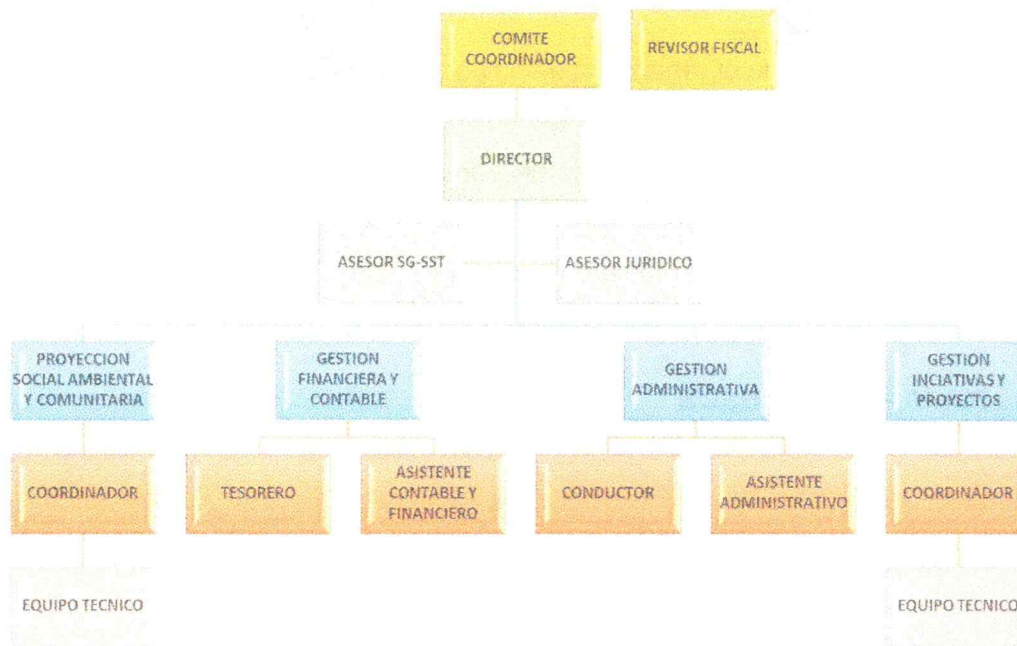 COMITE
COORDINADOR
REVISOR FISCAL
DIRECTOR
ASESOR SG-SST
ASESOR JURIDICO
PROYECCION
SOCIAL AMBIENTAL
Y COMUNITARIA
GESTION
FINANCIERA Y
CONTABLE
GESTION
ADMINISTRATIVA
GESTION
INCIATIVAS Y
PROYECTOS
COORDINADOR
TESORERO
ASISTENTE
CONTABLE Y
FINANCIERO
CONDUCTOR
ASISTENTE
ADMINISTRATIVO
COORDINADOR
EQUIPO TECNICO
EQUIPO TECNICO